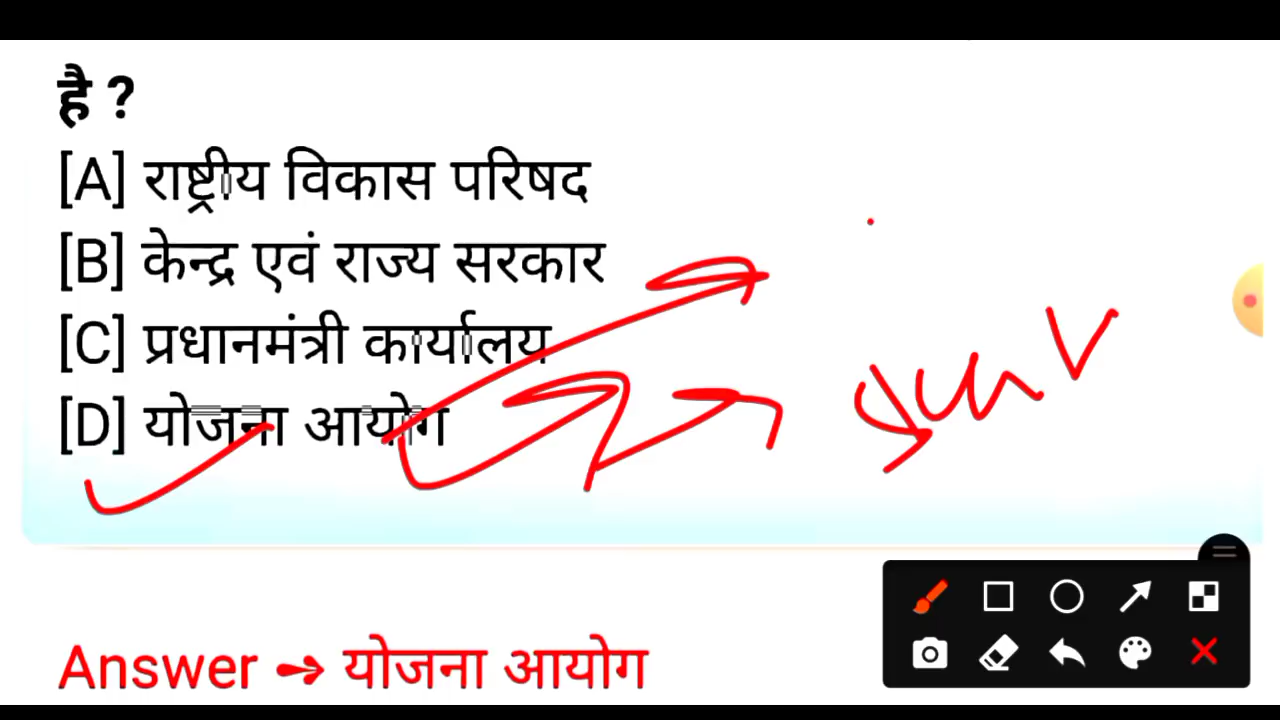 है ?
[A] राष्ट्रीय विकास परिषद
[B] केन्द्र एवं राज्य सरकार
[C] प्रधानमंत्री कार्यालय
[D] योजना आयोग
Answer ➙ योजना आयोग